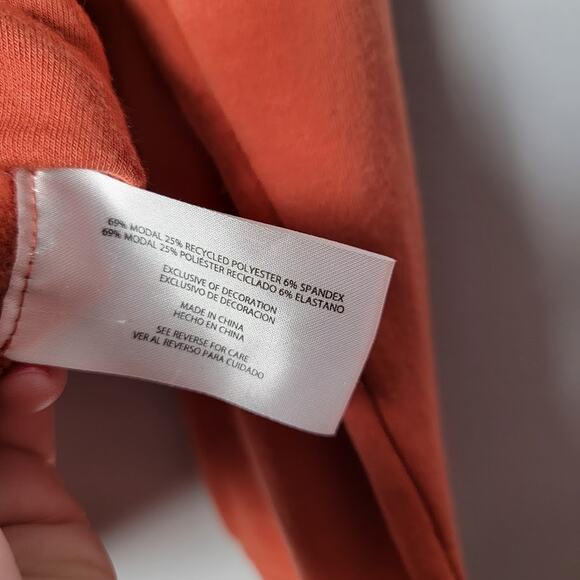 69% MODAL 25% RECYCLED POLYESTER 6% SPANDEX
69% MODAL 25% POLIÉSTER RECICLADO 6% ELASTANO
EXCLUSIVE OF DECORATION
EXCLUSIVO DE DECORACION
MADE IN CHINA
HECHO EN CHINA
SEE REVERSE FOR CARE
VER AL REVERSO PARA CUIDADO